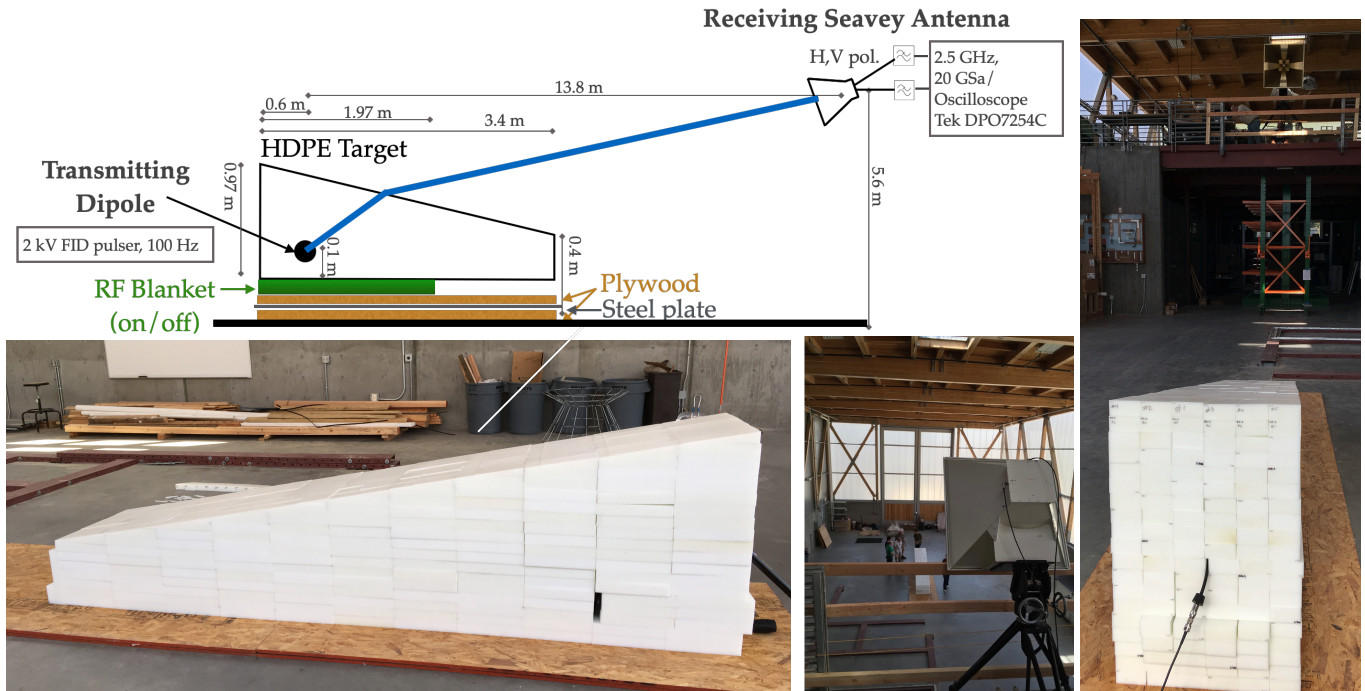 Receiving Seavey Antenna
H,V pol.
2.5 GHz,
20 GSa/
Oscilloscope
Tek DPO7254C
13.8 m
0.6 m
1.97 m
3.4 m
HDPE Target
Transmitting
Dipole
0.97 m
5.6 m
2 kV FID pulser, 100 Hz
0.1 m
0.4 m
RF Blanket
(on/off)
Plywood
Steel plate